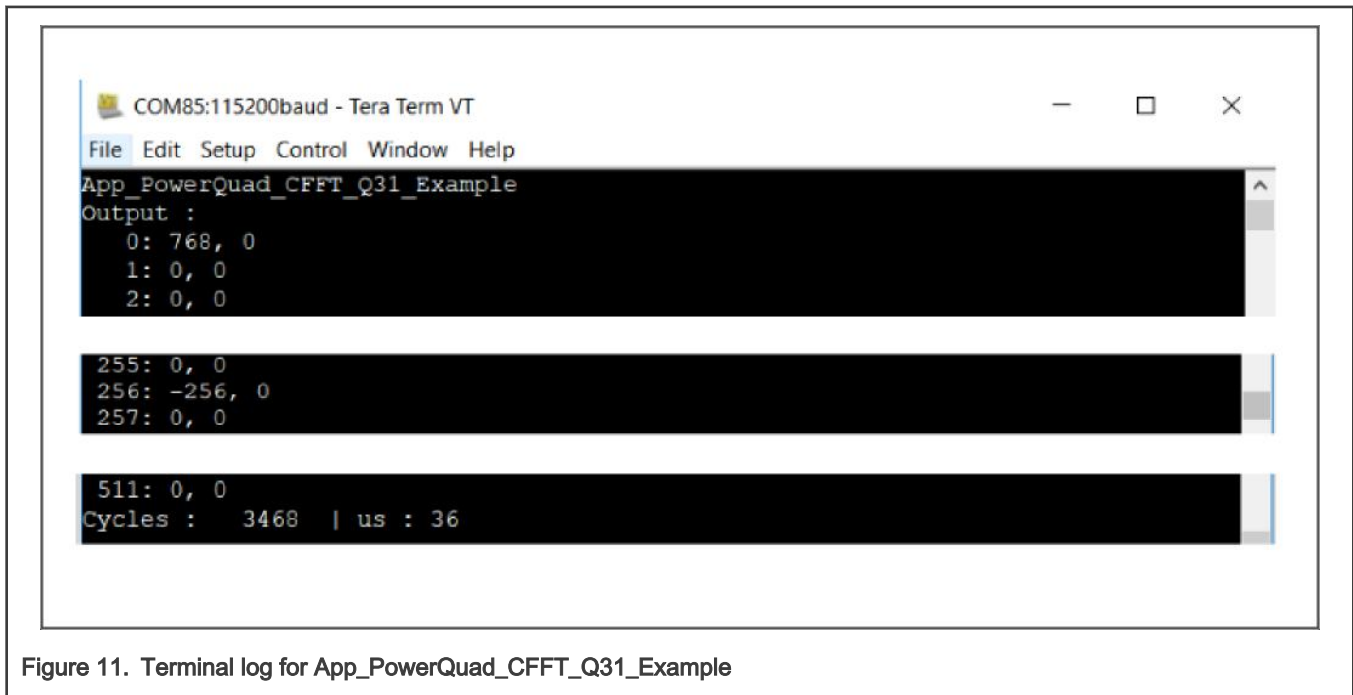 COM85:115200baud - Tera Term VT
File Edit Setup Control Window Help
App_PowerQuad_CFFT_Q31_Example
Output :
0: 768, 0
1: 0, 0
2: 0, 0
255: 0, 0
256: -256, 0
257: 0, 0
511: 0, 0
Cycles : 3468 | us : 36
Figure 11. Terminal log for App_PowerQuad_CFFT_Q31_Example